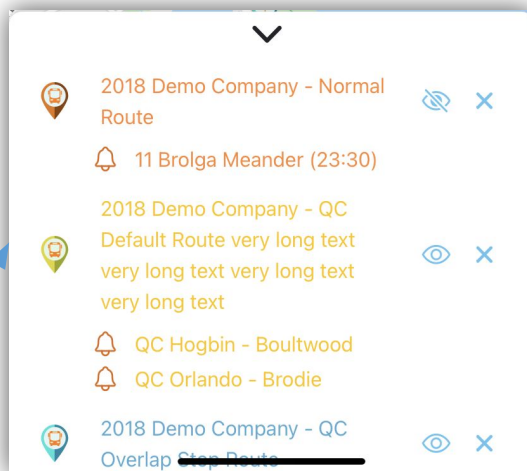 2018 Demo Company - Normal
Route
11 Brolga Meander (23:30)
2018 Demo Company - QC
Default Route very long text
very long text very long text
very long text
QC Hogbin - Boultwood
QC Orlando - Brodie
2018 Demo Company - QC
Overlap Stop Route